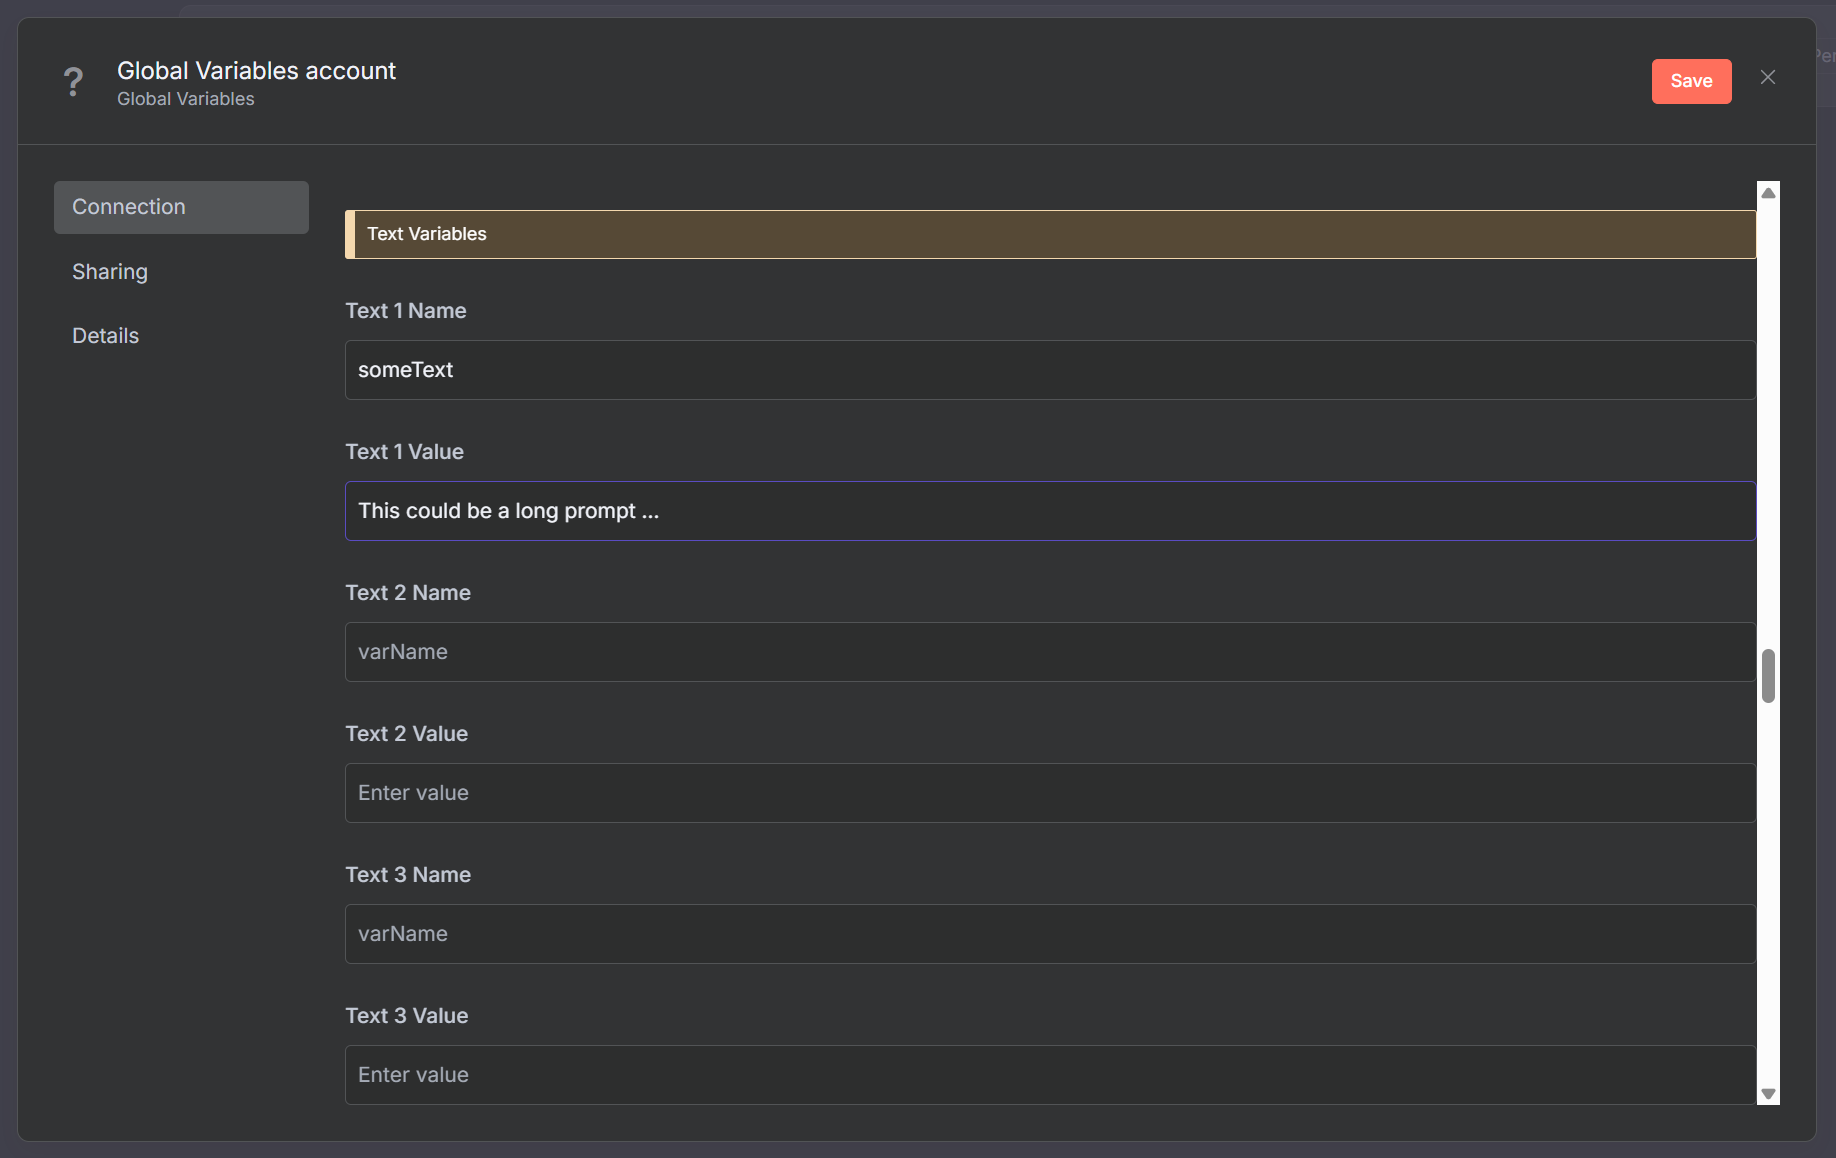 ?
Global Variables account
Global Variables
Save
Connection
Sharing
Details
Text Variables
Text 1 Name
someText
Text 1 Value
This could be a long prompt ...
Text 2 Name
varName
Text 2 Value
Enter value
Text 3 Name
varName
Text 3 Value
Enter value